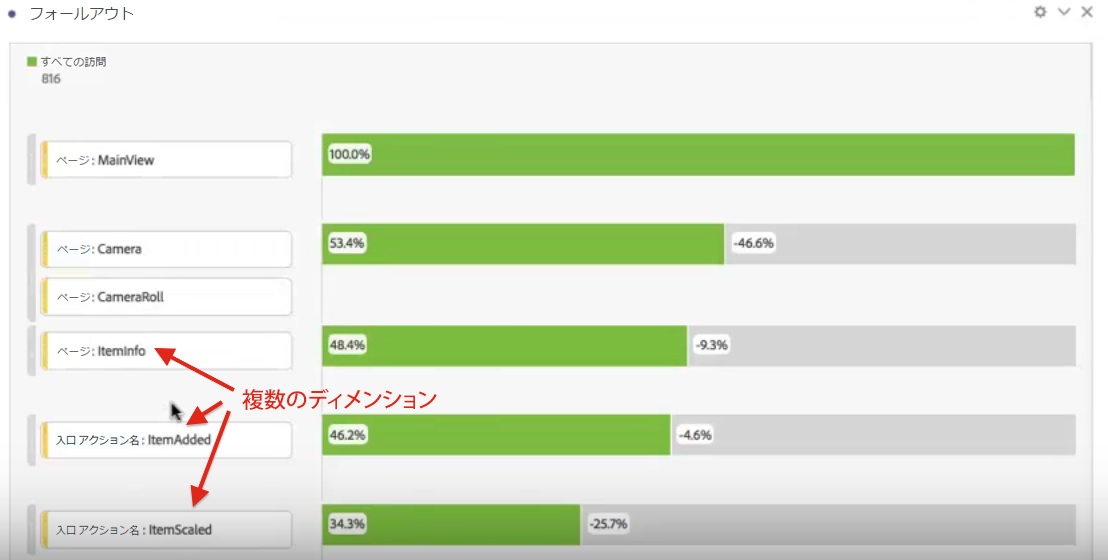 フォールアウト
すべての訪問
816
ページ: MainView
100.0%
ページ: Camera
53.4%
-46.6%
ページ: CameraRoll
ページ: ItemInfo
48.4%
-9.3%
複数のディメンション
入口アクション名: ItemAdded
46.2%
-4.6%
入口アクション名: ItemScaled
34.3%
-25.7%